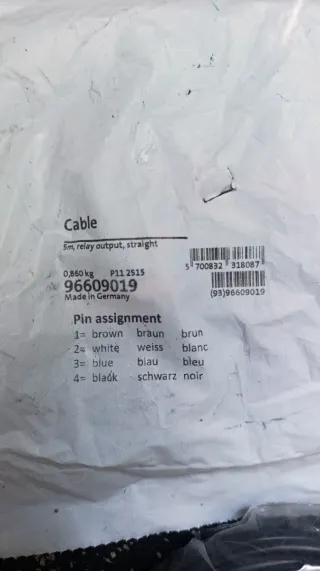 Cable
5m, relay output, straight
5 700832 318087
0,860 kg P11 2515
96609019
Made in Germany
(93)96609019
Pin assignment
1= brown braun brun
2= white weiss blanc
3= blue blau bleu
4= black schwarz noir